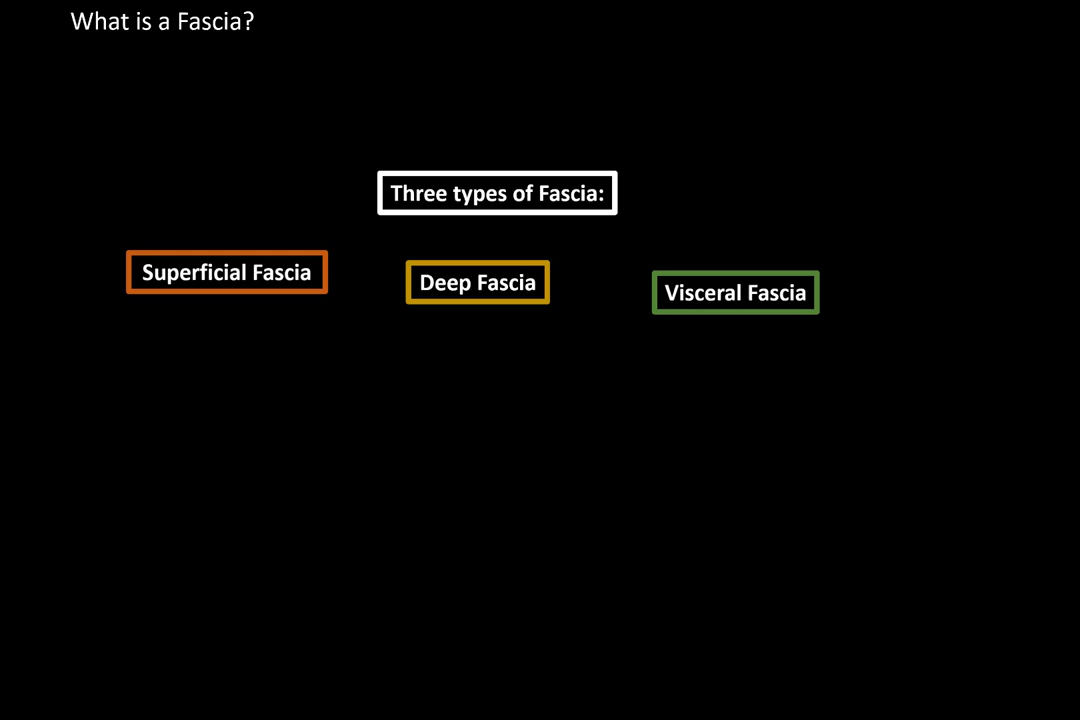 What is a Fascia?
Three types of Fascia:
Superficial Fascia
Deep Fascia
Visceral Fascia